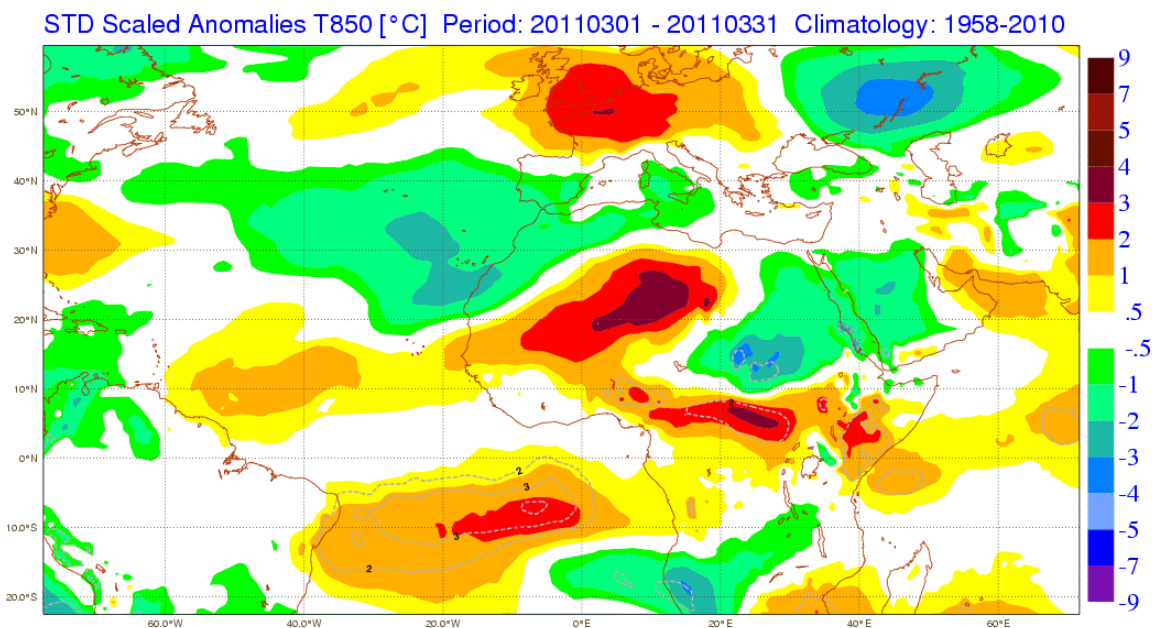 STD Scaled Anomalies T850 [°C] Period: 20110301 - 20110331 Climatology: 1958-2010
9
7
5
4
3
2
1
.5
-.5
-1
-2
-3
-4
-5
-7
-9
50°N
40°N
30°N
20°N
10°N
0°N
10.0°S
20.0°S
2
2
3
3
2
60.0°W
40.0°W
20.0°W
0°E
20°E
40°E
60°E